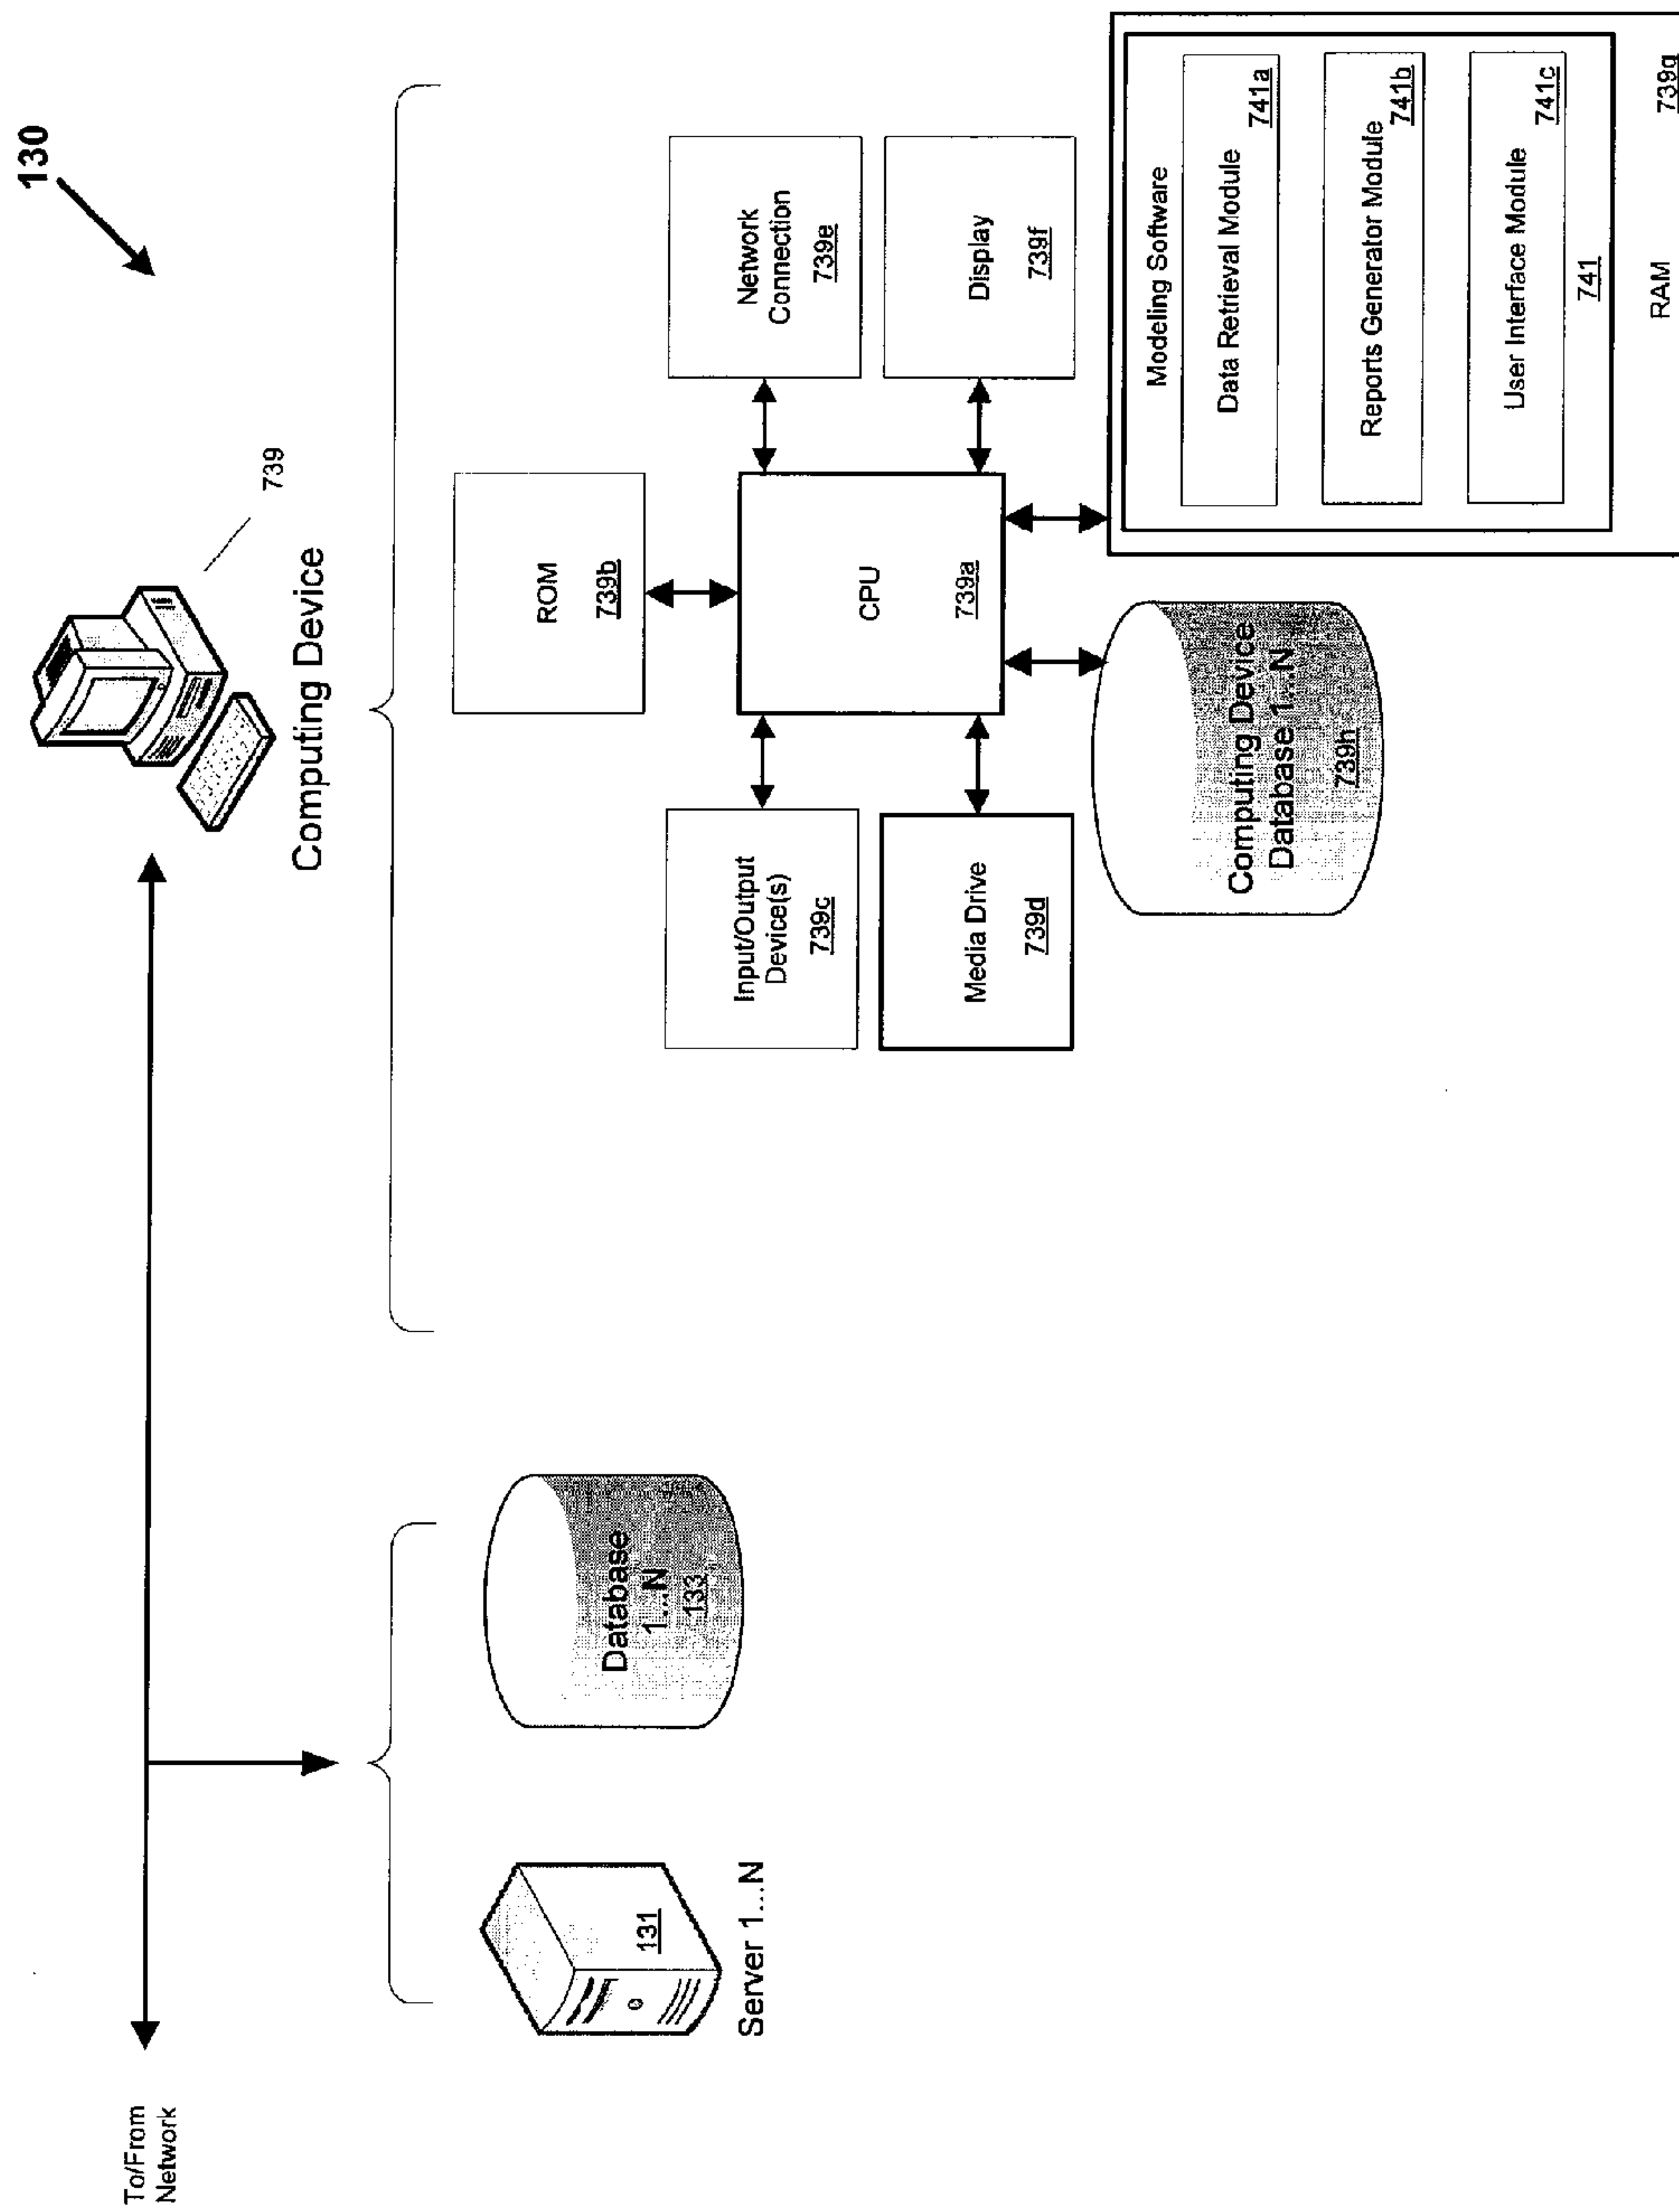 130
To/From
Network
739
Computing Device
131
Server 1...N
Database
1...N
133
ROM
739b
Input/Output
Device(s)
739c
CPU
739a
Network
Connection
739e
Media Drive
739d
Display
739f
Computing Device
Database 1...N
739h
Modeling Software
Data Retrieval Module
741a
Reports Generator Module
741b
User Interface Module
741c
741
RAM
739g